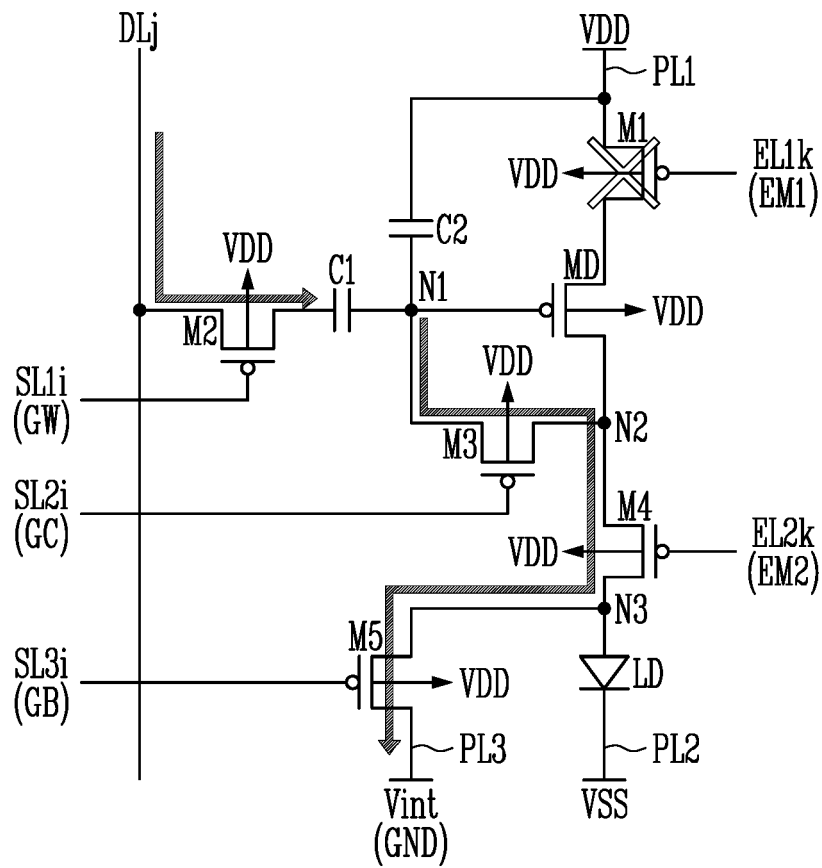 DLj
VDD
PL1
M1
VDD
EL1k
(EM1)
C2
VDD
C1
N1
MD
VDD
M2
VDD
SL1i
(GW)
M3
N2
SL2i
(GC)
M4
VDD
EL2k
(EM2)
N3
M5
SL3i
(GB)
VDD
LD
PL3
PL2
Vint
(GND)
VSS